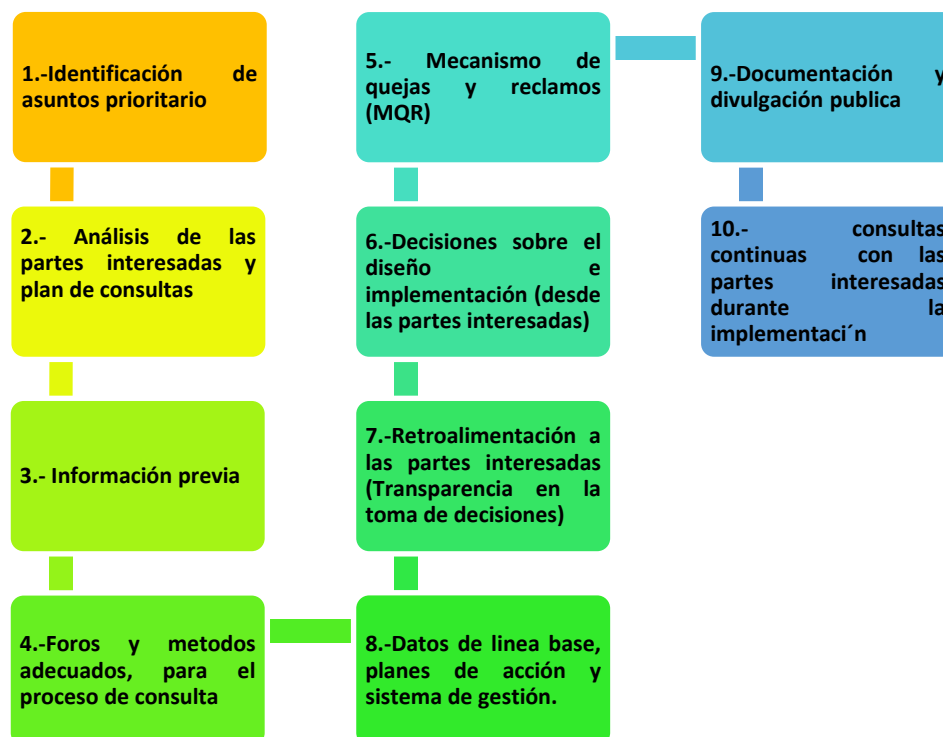 1.-Identificación de
asuntos prioritario
2.- Análisis de las
partes interesadas y
plan de consultas
3.- Información previa
4.-Foros y metodos
adecuados, para el
proceso de consulta
5.- Mecanismo de
quejas y reclamos
(MQR)
6.-Decisiones sobre el
diseño e
implementación (desde
las partes interesadas)
7.-Retroalimentación a
las partes interesadas
(Transparencia en la
toma de decisiones)
8.-Datos de linea base,
planes de acción y
sistema de gestión.
9.-Documentación y
divulgación publica
10.- consultas
continuas con las
partes interesadas
durante la
implementaci´n